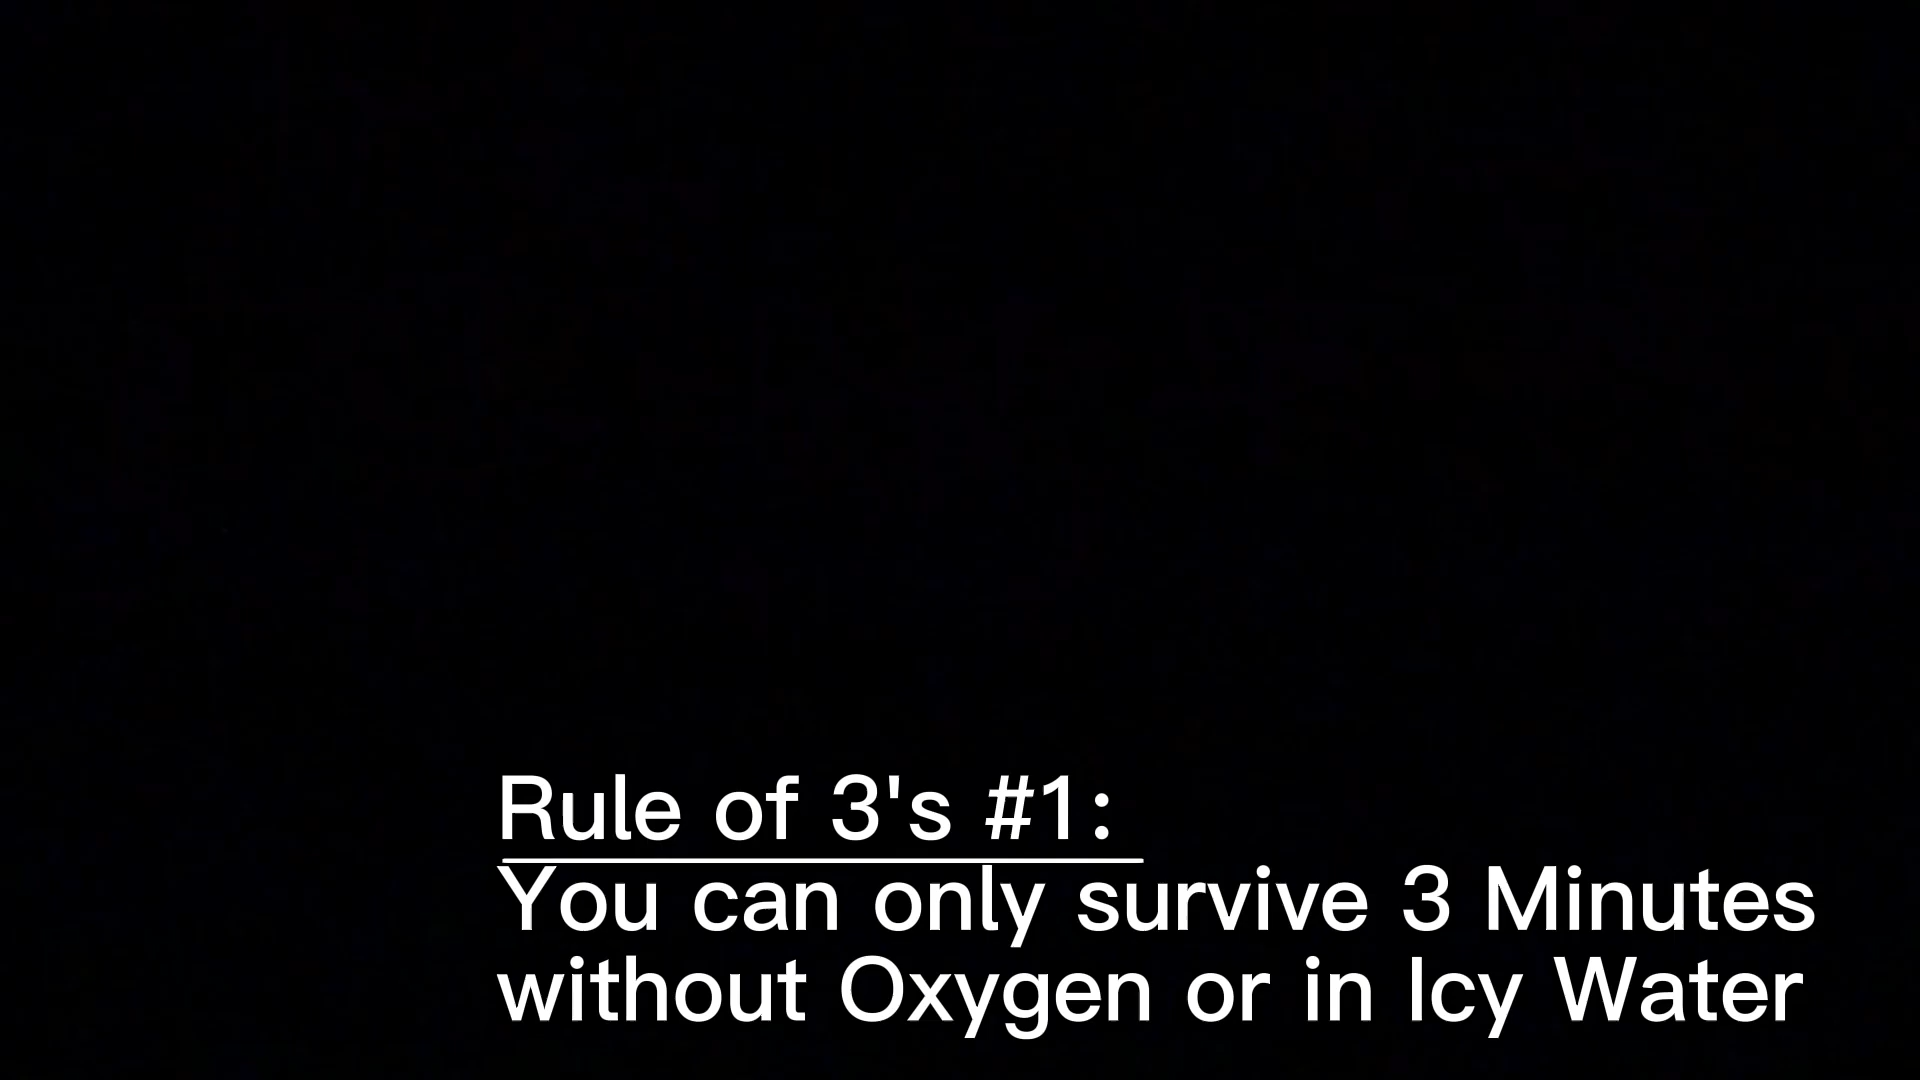 Rule of 3's #1:
You can only survive 3 Minutes
without Oxygen or in Icy Water